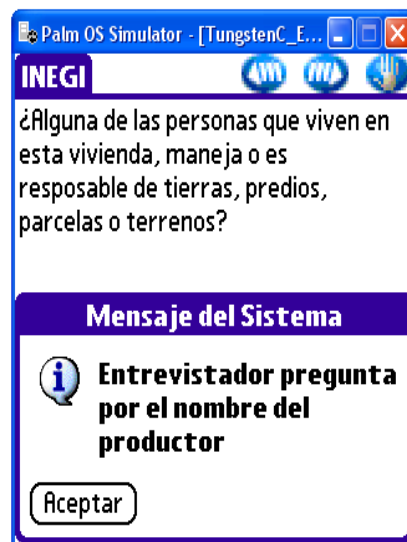 Palm OS Simulator - [TungstenC_E...
INEGI
¿Alguna de las personas que viven en
esta vivienda, maneja o es
resposable de tierras, predios,
parcelas o terrenos?
Mensaje del Sistema
Entrevistador pregunta
por el nombre del
productor
Aceptar